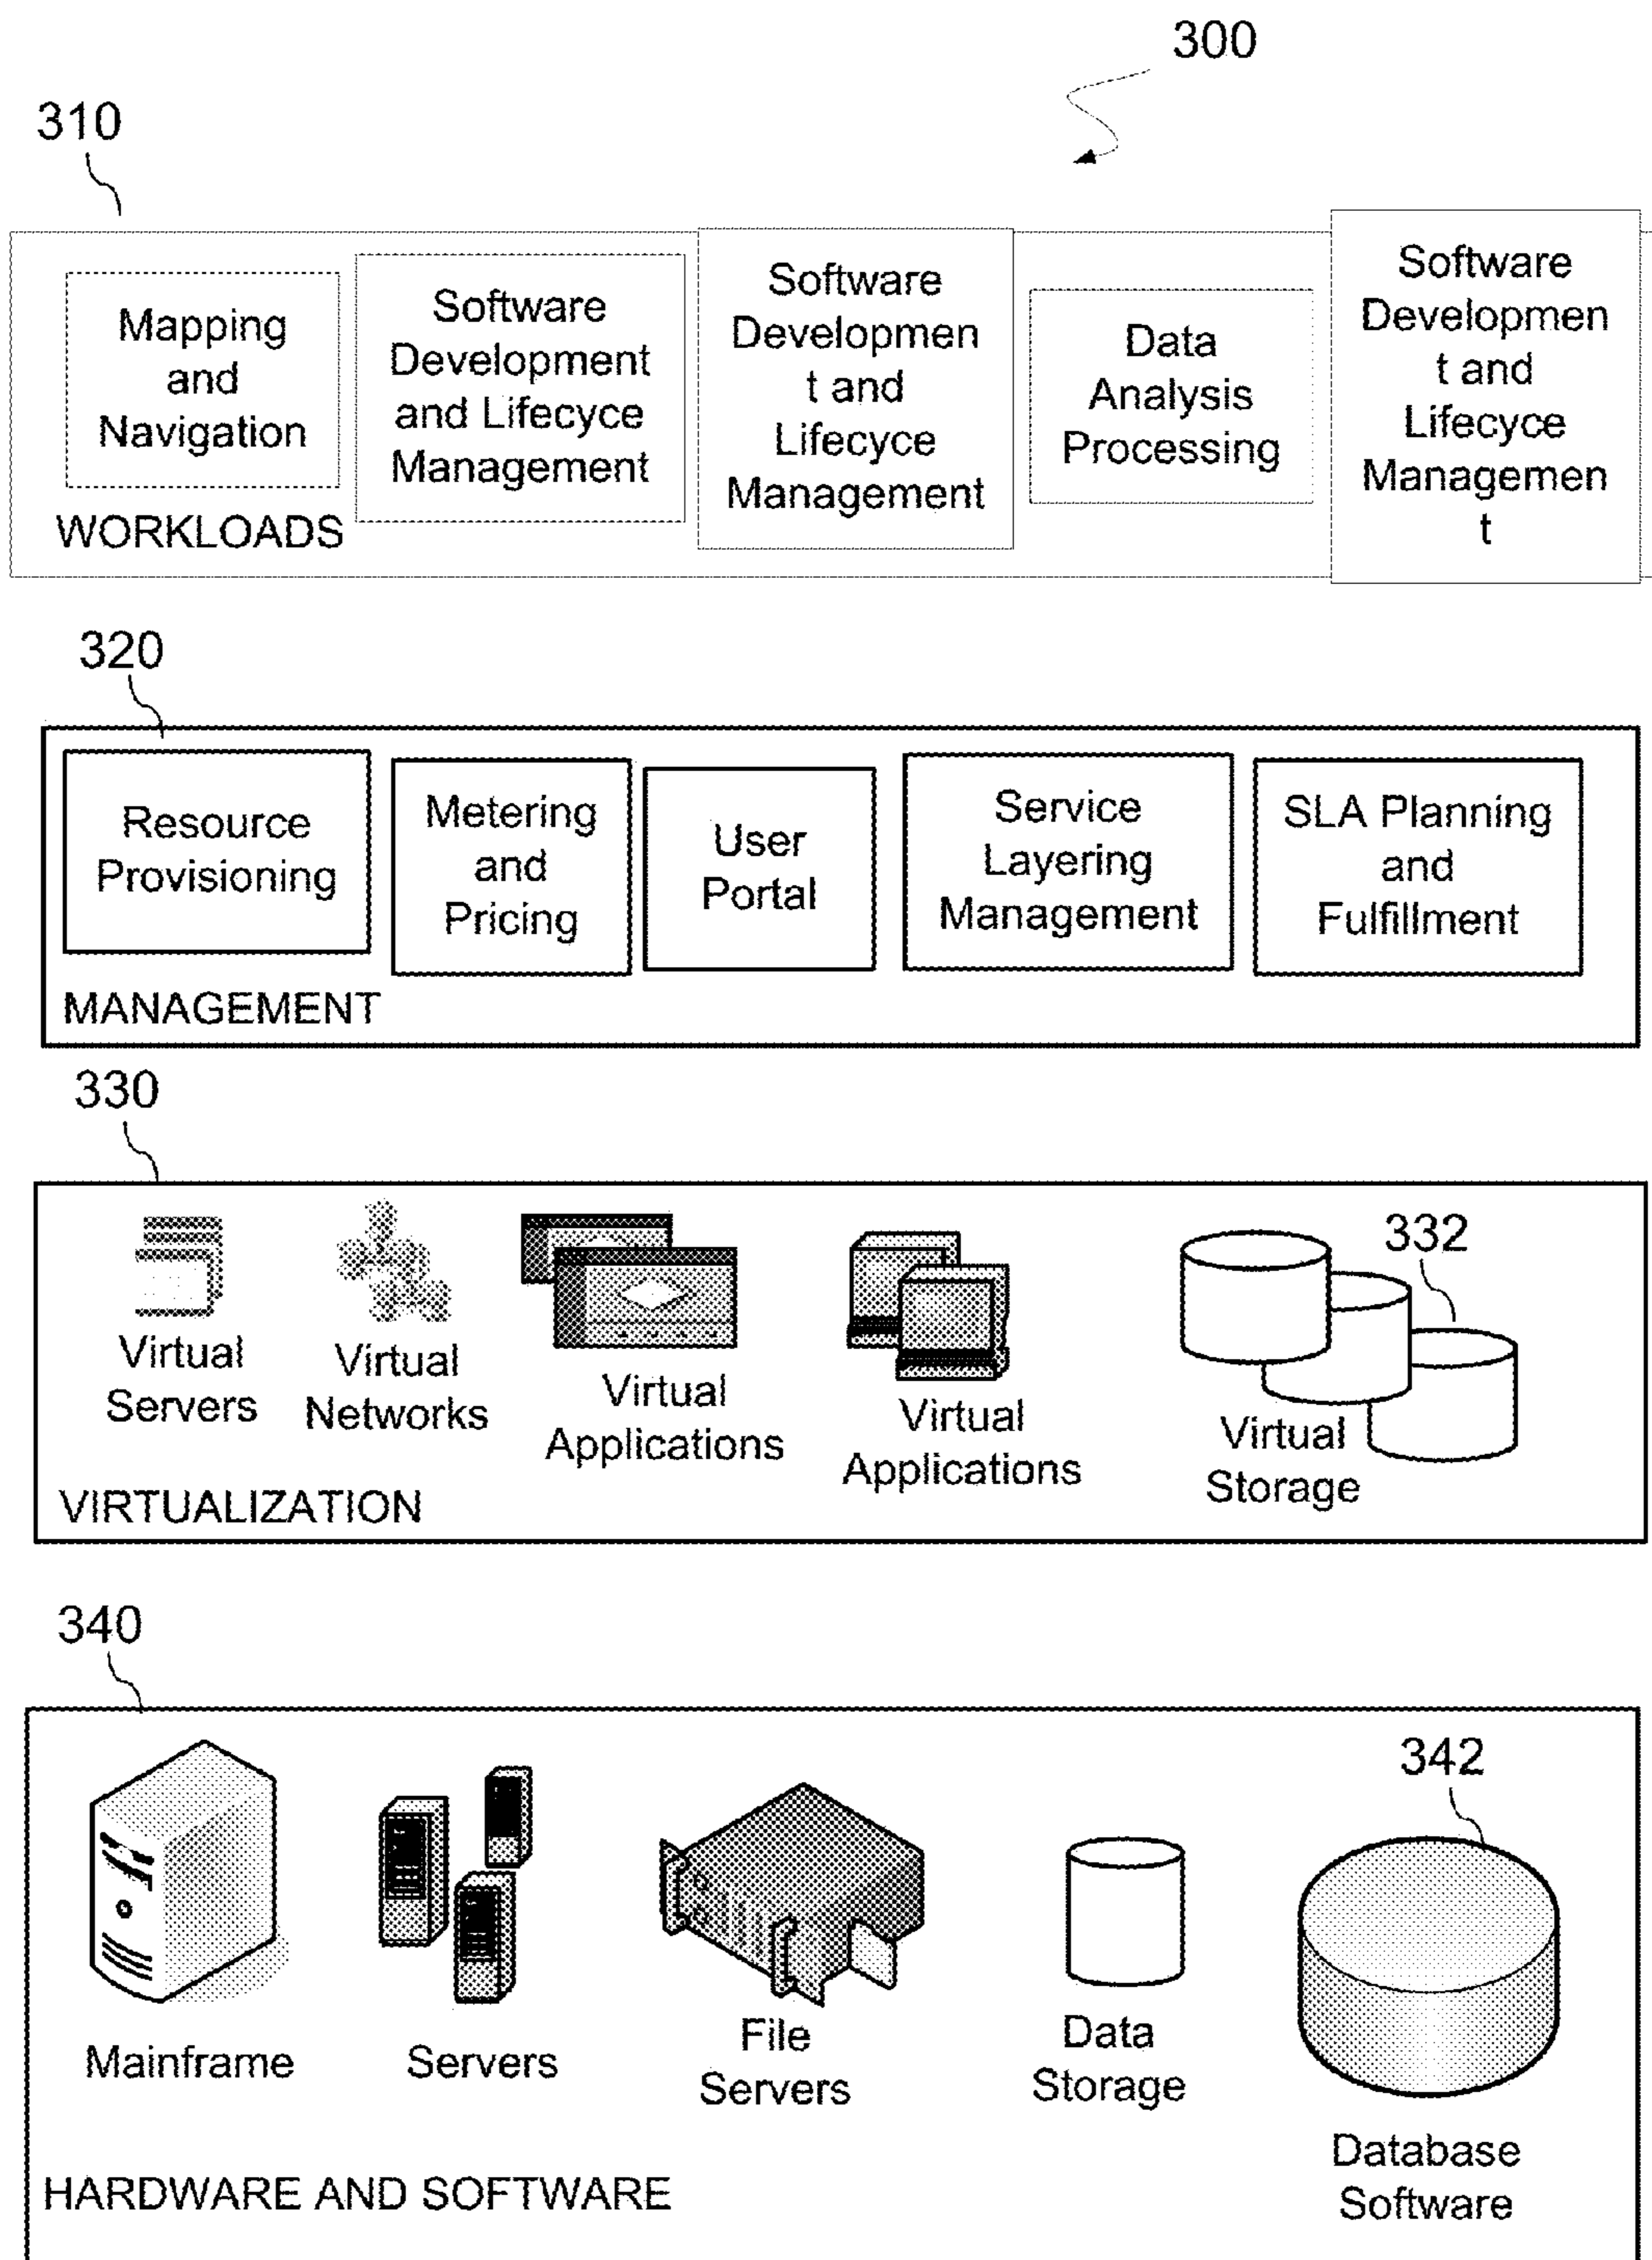 300
310
Mapping
and
Navigation
Software
Development
and Lifecyce
Management
Software
Developmen
t and
Lifecyce
Management
Data
Analysis
Processing
Software
Developmen
t and
Lifecyce
Managemen
t
WORKLOADS
320
Resource
Provisioning
Metering
and
Pricing
User
Portal
Service
Layering
Management
SLA Planning
and
Fulfillment
MANAGEMENT
330
332
Virtual
Servers
Virtual
Networks
Virtual
Applications
Virtual
Applications
Virtual
Storage
VIRTUALIZATION
340
342
Mainframe
Servers
File
Servers
Data
Storage
Database
Software
HARDWARE AND SOFTWARE